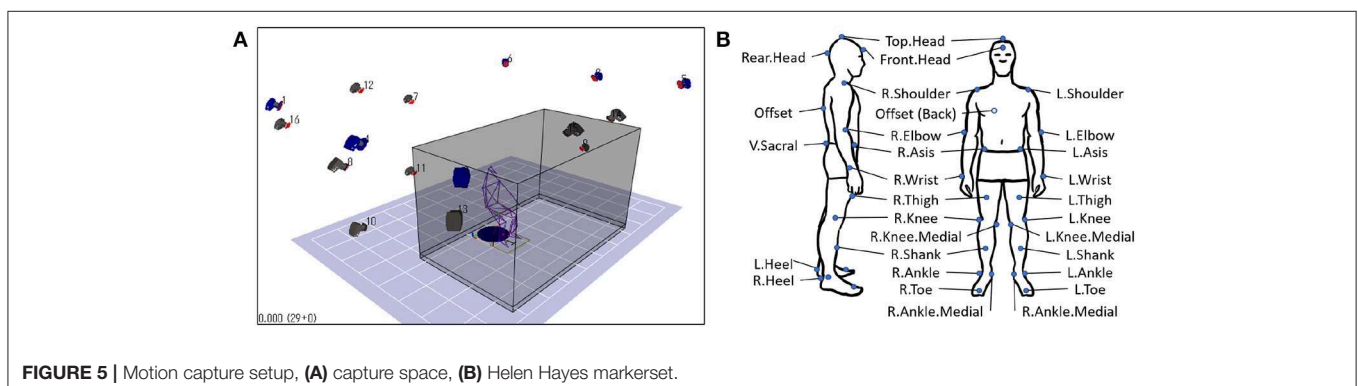 A
1
16
12
7
6
9
5
4
8
11
13
10
8
0.000 (29+0)
B
Top.Head
Rear.Head
Front.Head
R.Shoulder
L.Shoulder
Offset
Offset (Back)
R.Elbow
L.Elbow
V.Sacral
R.Asis
L.Asis
R.Wrist
L.Wrist
R.Thigh
L.Thigh
R.Knee
L.Knee
R.Knee.Medial
L.Knee.Medial
R.Shank
L.Shank
L.Heel
R.Ankle
L.Ankle
R.Heel
R.Toe
L.Toe
R.Ankle.Medial
R.Ankle.Medial
FIGURE 5 | Motion capture setup, (A) capture space, (B) Helen Hayes markerset.